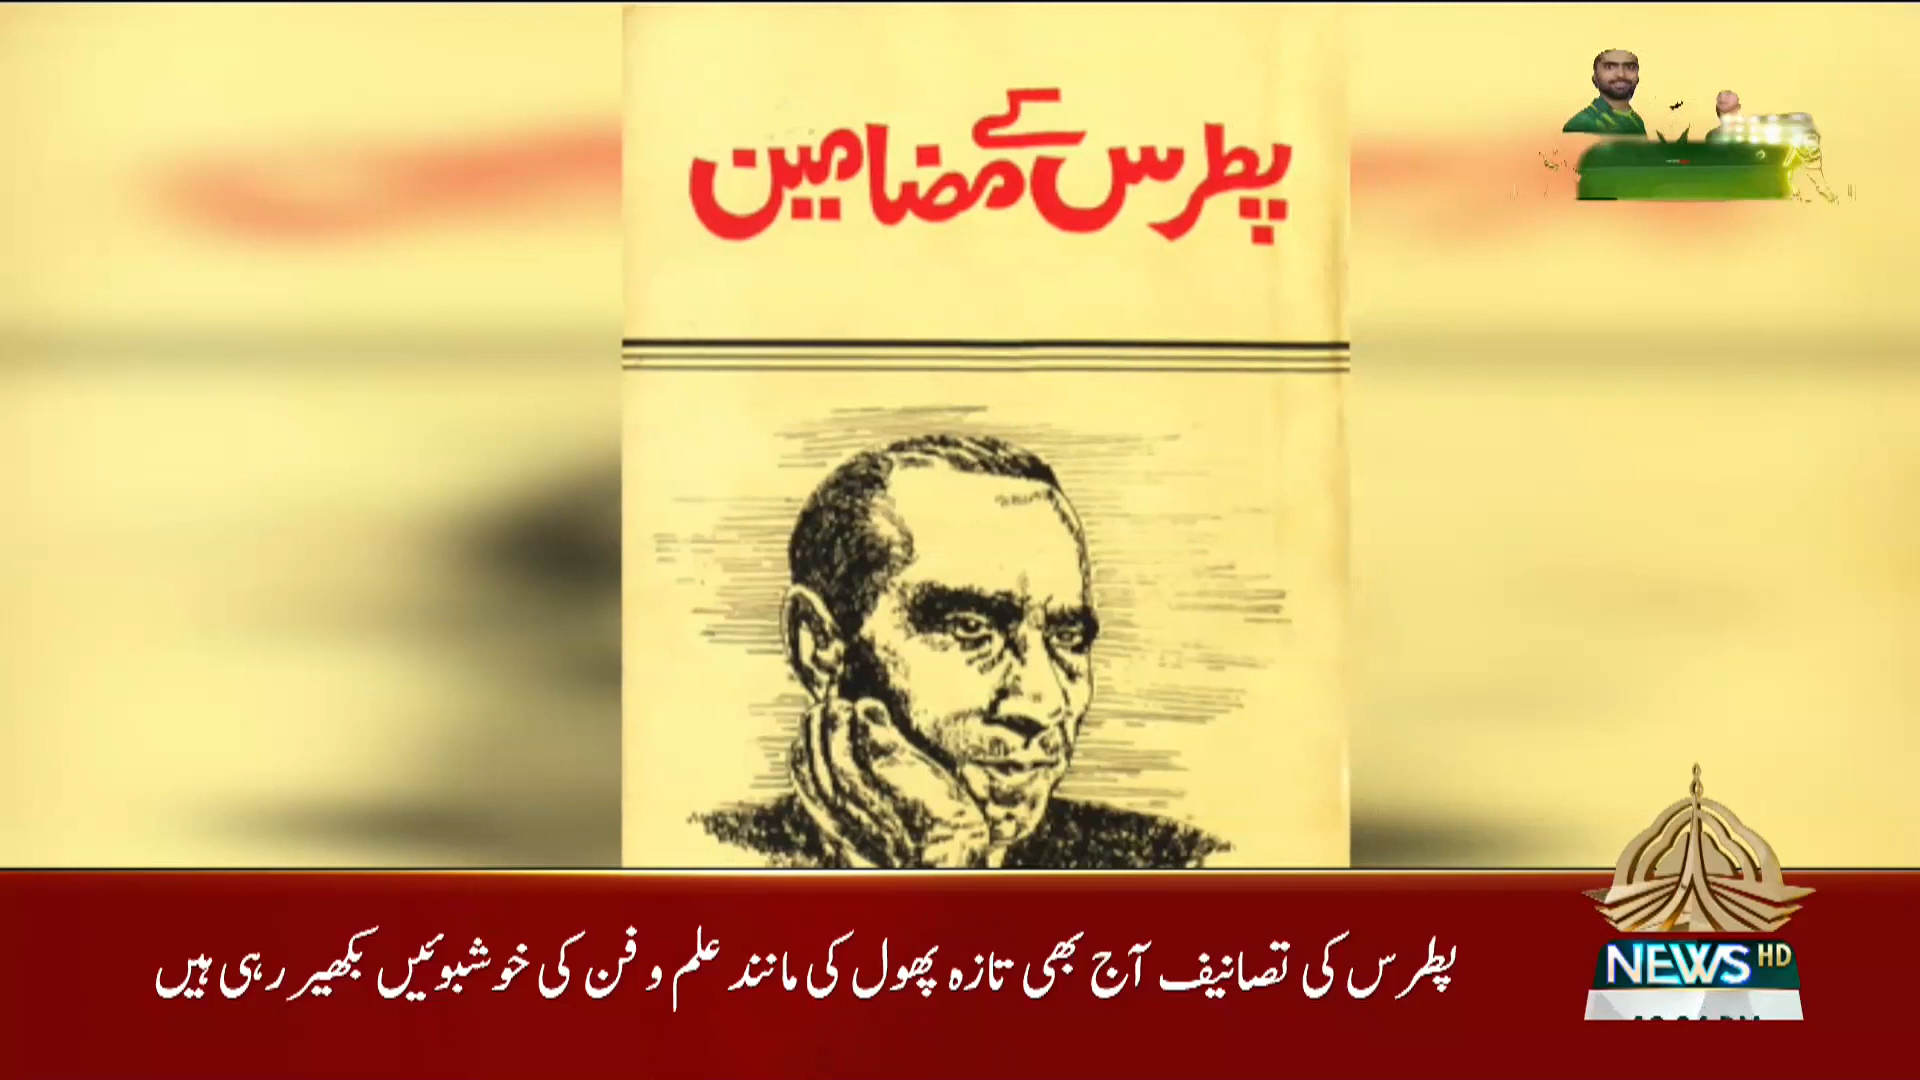 پطرس کے مضامین
پطرس کی تصانیف آج بھی تازہ پھول کی مانند علم و فن کی خوشبوئیں بکھیر رہی ہیں
NEWS HD